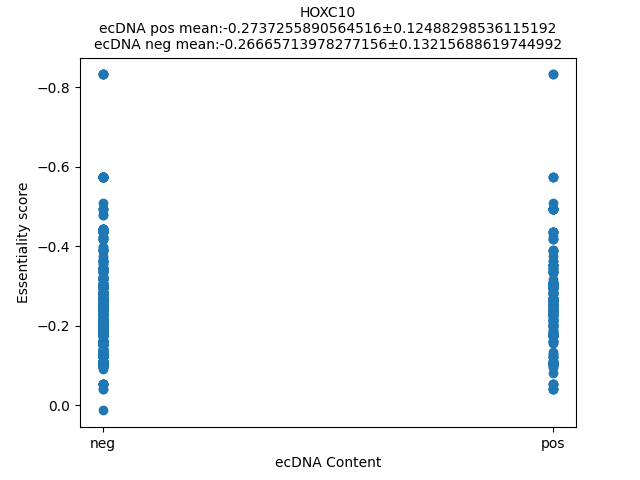 HOXC10
ecDNA pos mean:-0.2737255890564516±0.12488298536115192
ecDNA neg mean:-0.26665713978277156±0.13215688619744992
−0.8
−0.6
−0.4
−0.2
0.0
Essentiality score
neg
pos
ecDNA Content